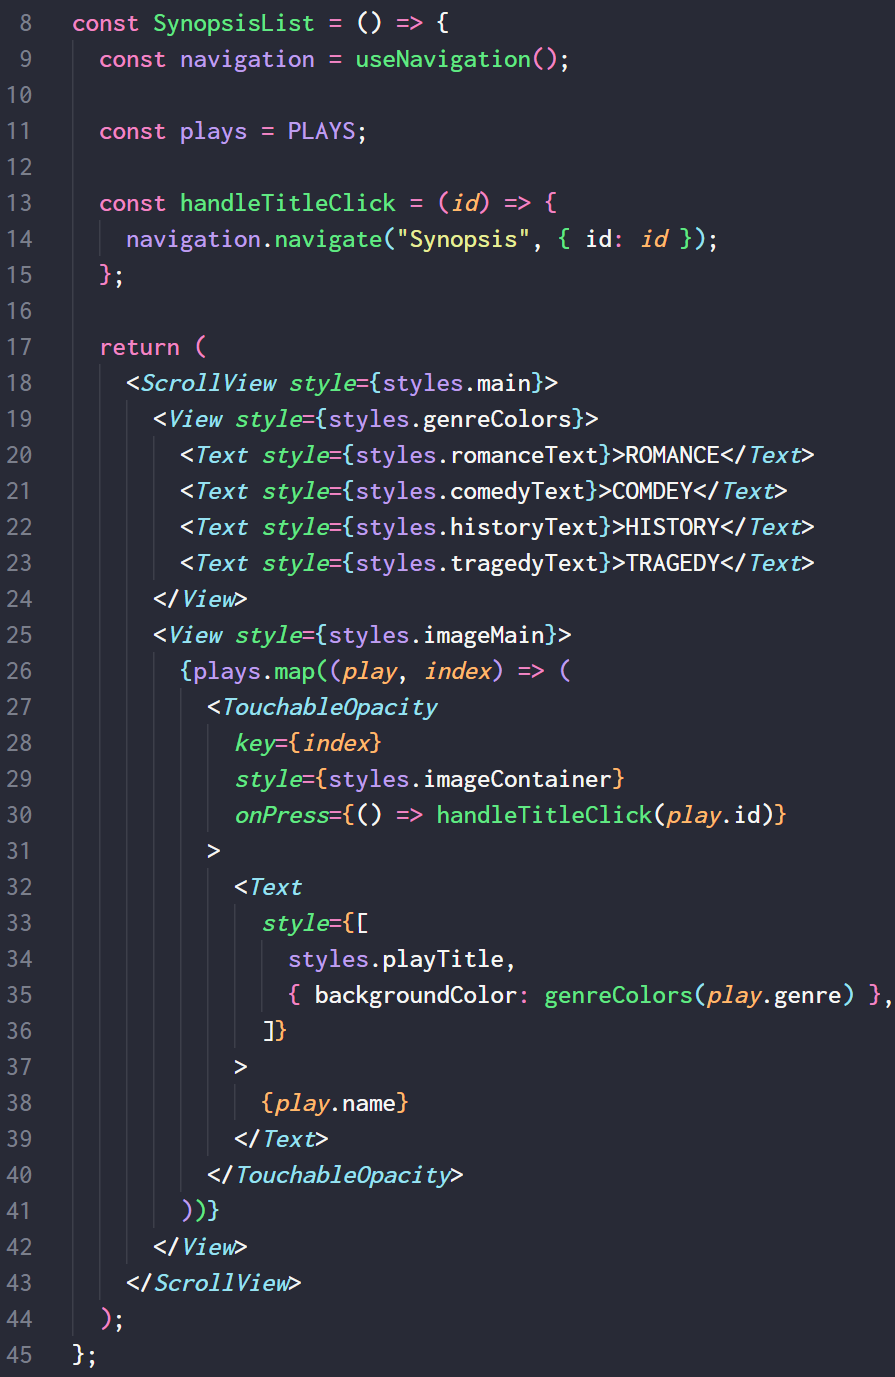 8 const SynopsisList = () => {
9 const navigation = useNavigation();
10
11 const plays = PLAYS;
12
13 const handleTitleClick = (id) => {
14 navigation.navigate("Synopsis", { id: id });
15 };
16
17 return (
18 <ScrollView style={styles.main}>
19 <View style={styles.genreColors}>
20 <Text style={styles.romanceText}>ROMANCE</Text>
21 <Text style={styles.comedyText}>COMDEY</Text>
22 <Text style={styles.historyText}>HISTORY</Text>
23 <Text style={styles.tragedyText}>TRAGEDY</Text>
24 </View>
25 <View style={styles.imageMain}>
26 {plays.map((play, index) => (
27 <TouchableOpacity
28 key={index}
29 style={styles.imageContainer}
30 onPress={() => handleTitleClick(play.id)}
31 >
32 <Text
33 style={[
34 styles.playTitle,
35 { backgroundColor: genreColors(play.genre) },
36 ]}
37 >
38 {play.name}
39 </Text>
40 </TouchableOpacity>
41 ))}
42 </View>
43 </ScrollView>
44 );
45 };